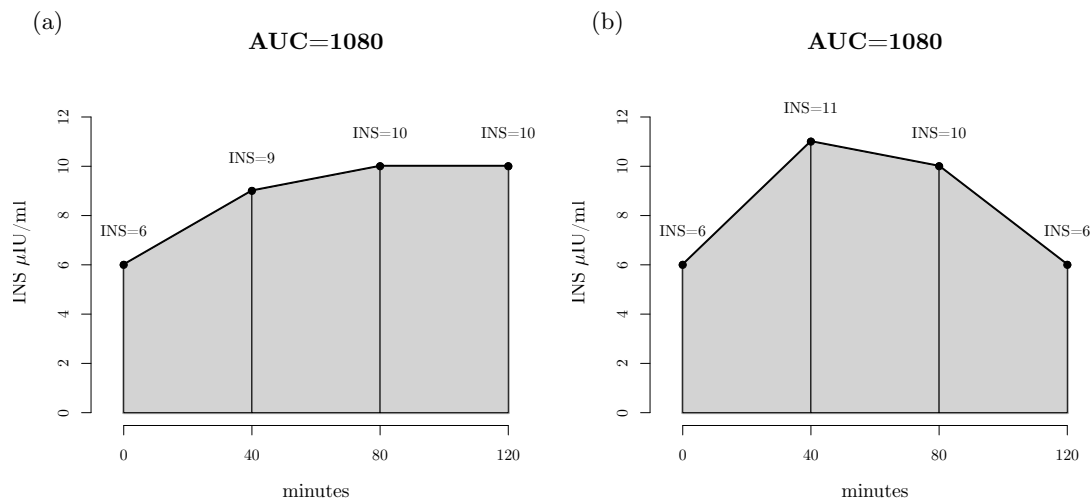 (a)
AUC=1080
INS µIU/ml
12
10
8
6
4
2
0
INS=6
INS=9
INS=10
INS=10
0 40 80 120
minutes
(b)
AUC=1080
INS µIU/ml
12
10
8
6
4
2
0
INS=6
INS=11
INS=10
INS=6
0 40 80 120
minutes